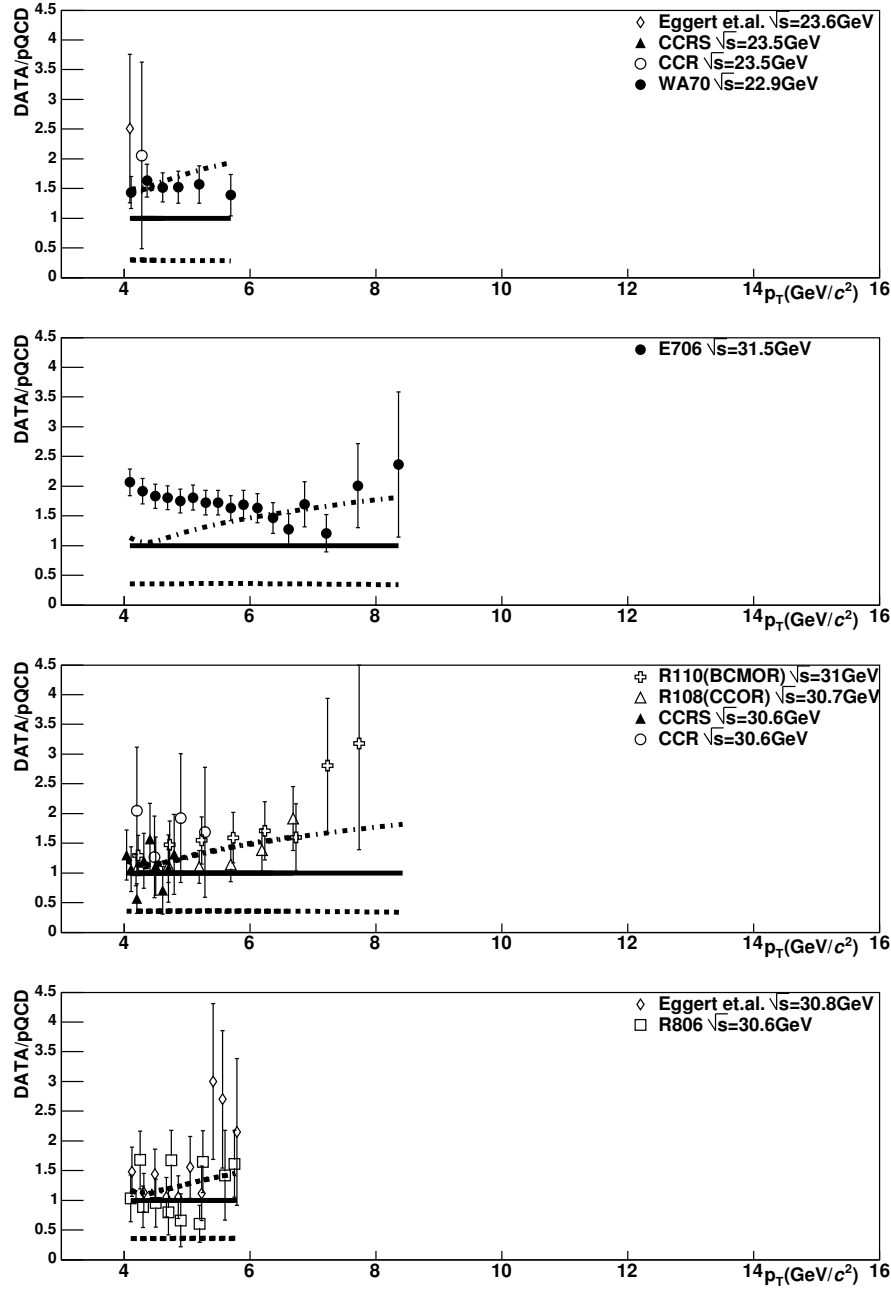 DATA/pQCD
4.5
4
3.5
3
2.5
2
1.5
1
0.5
0
Eggert et.al. √s=23.6GeV
CCRS √s=23.5GeV
CCR √s=23.5GeV
WA70 √s=22.9GeV
4 6 8 10 12 14 16
p_T(GeV/c²)
DATA/pQCD
4.5
4
3.5
3
2.5
2
1.5
1
0.5
0
E706 √s=31.5GeV
4 6 8 10 12 14 16
p_T(GeV/c²)
DATA/pQCD
4.5
4
3.5
3
2.5
2
1.5
1
0.5
0
R110(BCMOR) √s=31GeV
R108(CCOR) √s=30.7GeV
CCRS √s=30.6GeV
CCR √s=30.6GeV
4 6 8 10 12 14 16
p_T(GeV/c²)
DATA/pQCD
4.5
4
3.5
3
2.5
2
1.5
1
0.5
0
Eggert et.al. √s=30.8GeV
R806 √s=30.6GeV
4 6 8 10 12 14 16
p_T(GeV/c²)